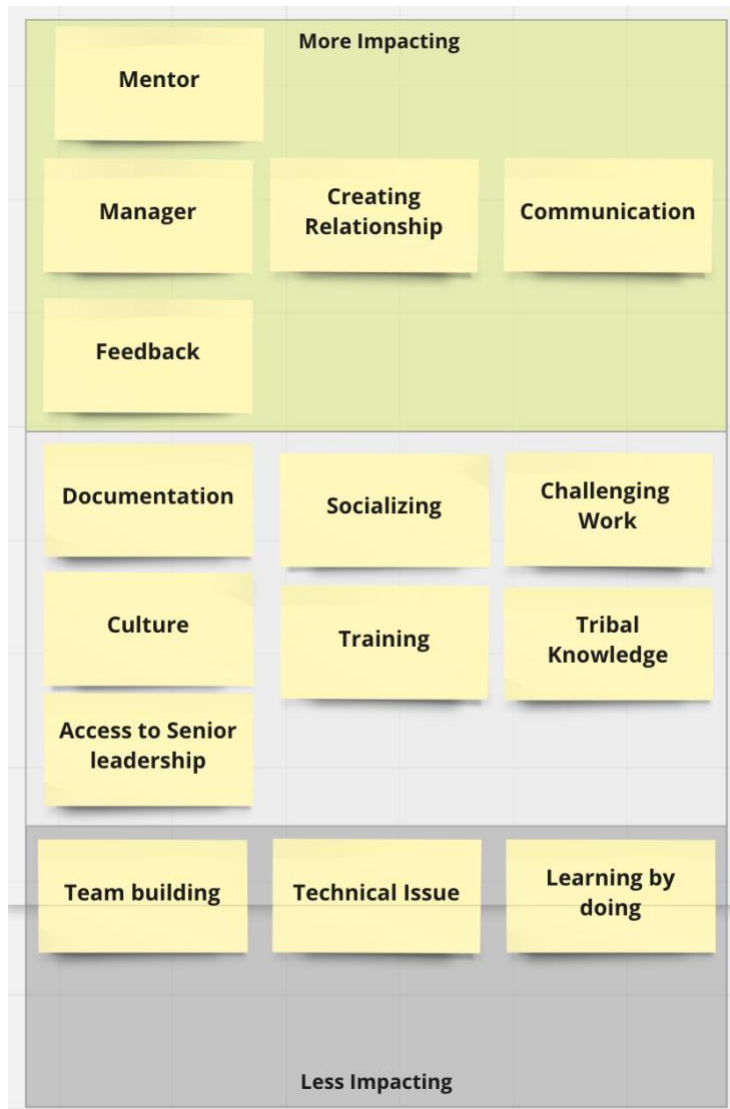 More Impacting
Mentor
Manager
Creating
Relationship
Communication
Feedback
Documentation
Socializing
Challenging
Work
Culture
Training
Tribal
Knowledge
Access to Senior
leadership
Team building
Technical Issue
Learning by
doing
Less Impacting